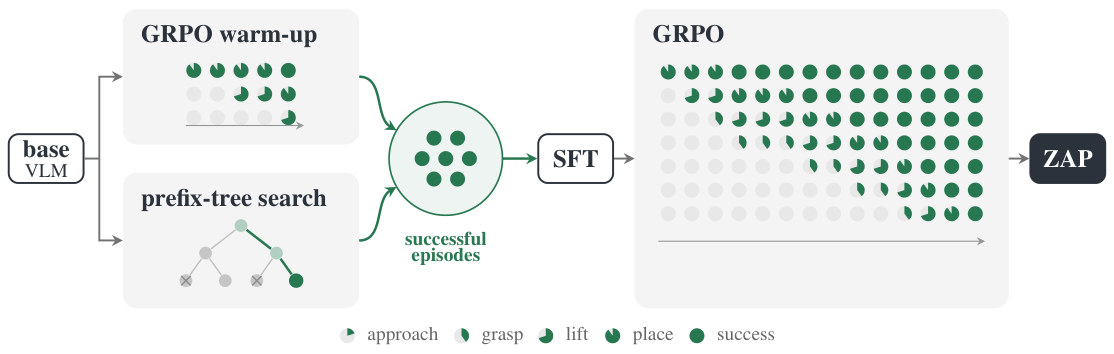 GRPO warm-up
GRPO
base
VLM
prefix-tree search
successful
episodes
SFT
ZAP
approach
grasp
lift
place
success